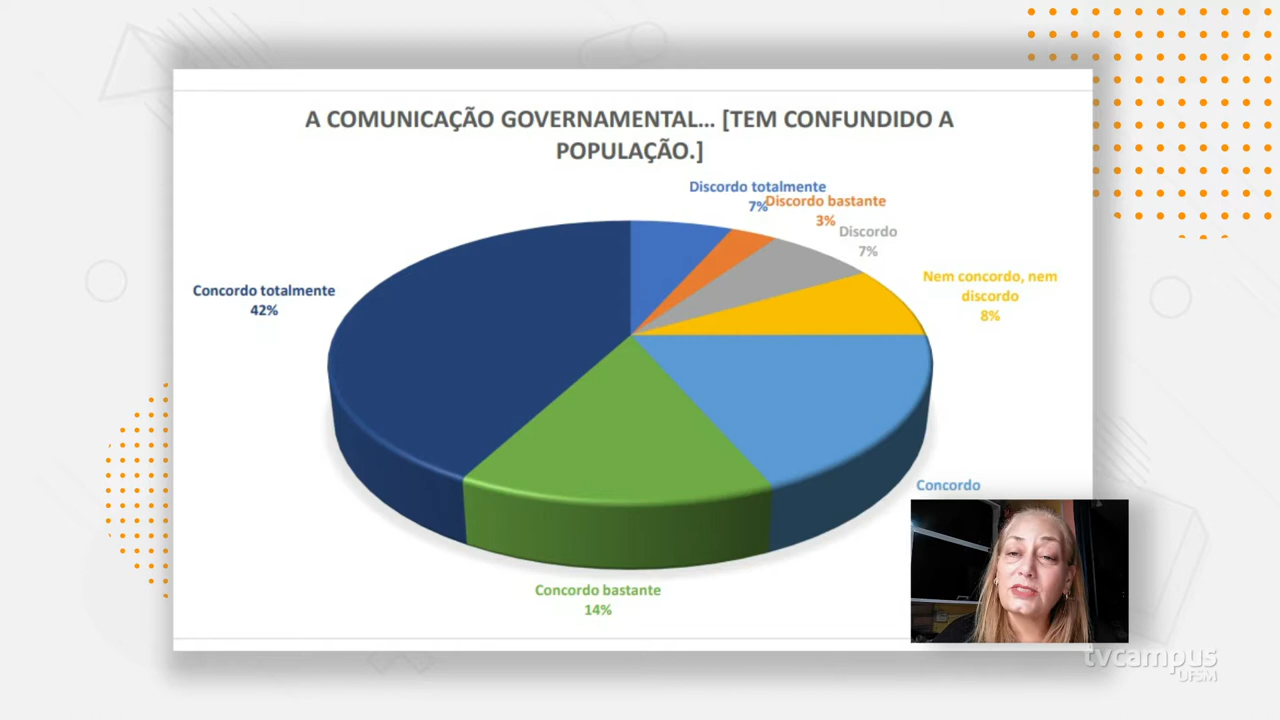 A COMUNICAÇÃO GOVERNAMENTAL... [TEM CONFUNDIDO A
POPULAÇÃO.]
Discordo totalmente
7%
Discordo bastante
3%
Discordo
7%
Nem concordo, nem
discordo
8%
Concordo totalmente
42%
Concordo
Concordo bastante
14%
tvcampus
UFSM